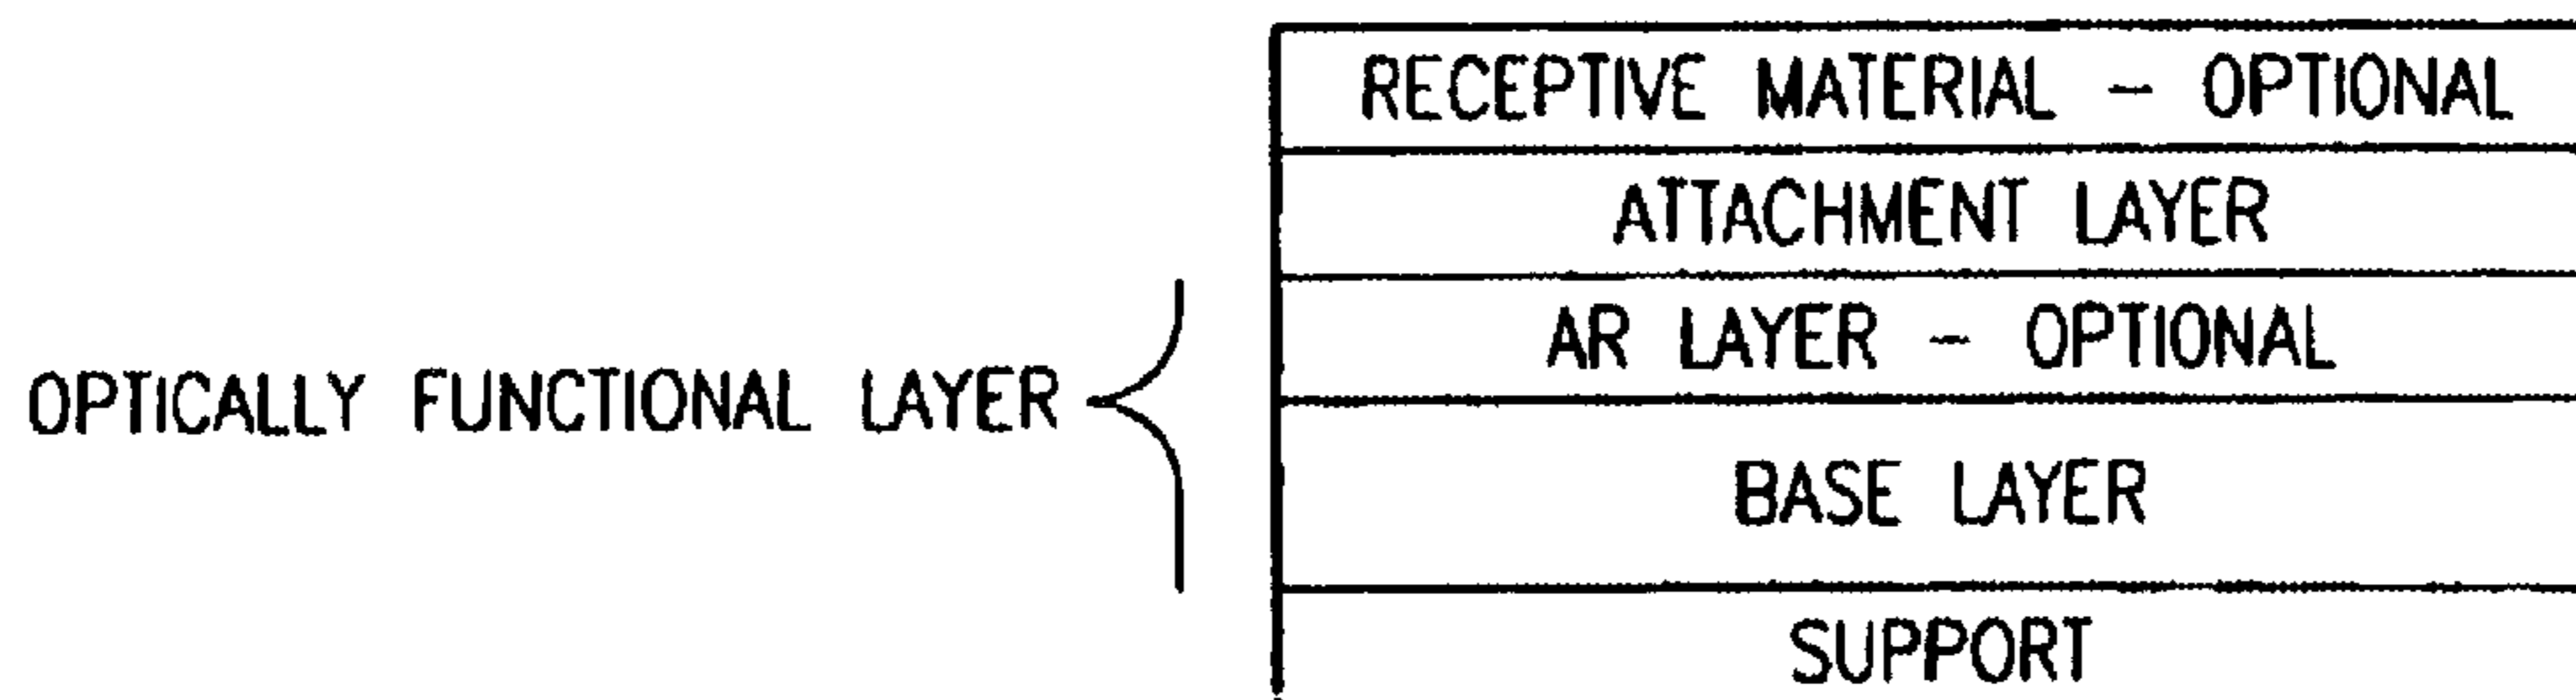 RECEPTIVE MATERIAL – OPTIONAL
ATTACHMENT LAYER
AR LAYER – OPTIONAL
OPTICALLY FUNCTIONAL LAYER
BASE LAYER
SUPPORT